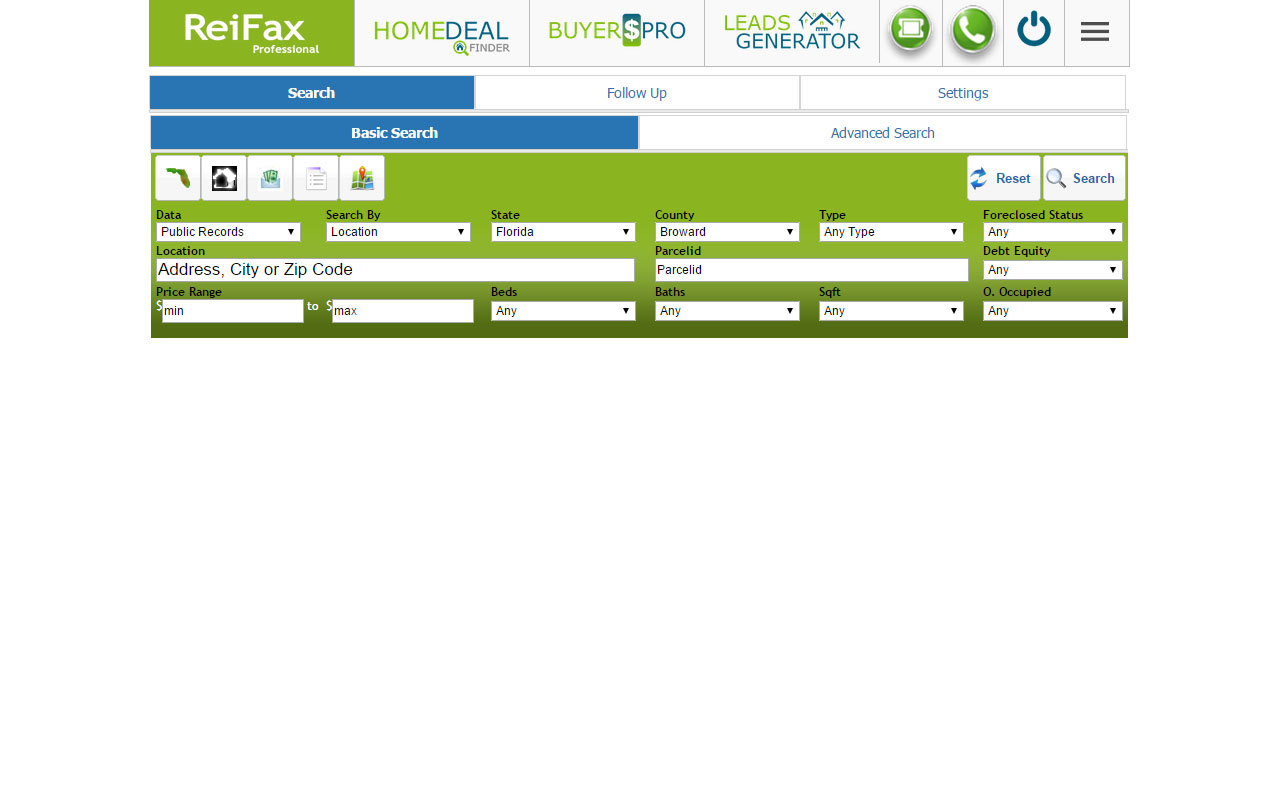 ReiFax
Professional
HOMEDEAL
FINDER
BUYER$PRO
LEADS
GENERATOR
Search Follow Up Settings
Basic Search Advanced Search
Reset Search
Data Search By State County Type Foreclosed Status
Public Records Location Florida Broward Any Type Any
Location Parcelid Debt Equity
Address, City or Zip Code Parcelid Any
Price Range Beds Baths Sqft O. Occupied
$ min to $ max Any Any Any Any